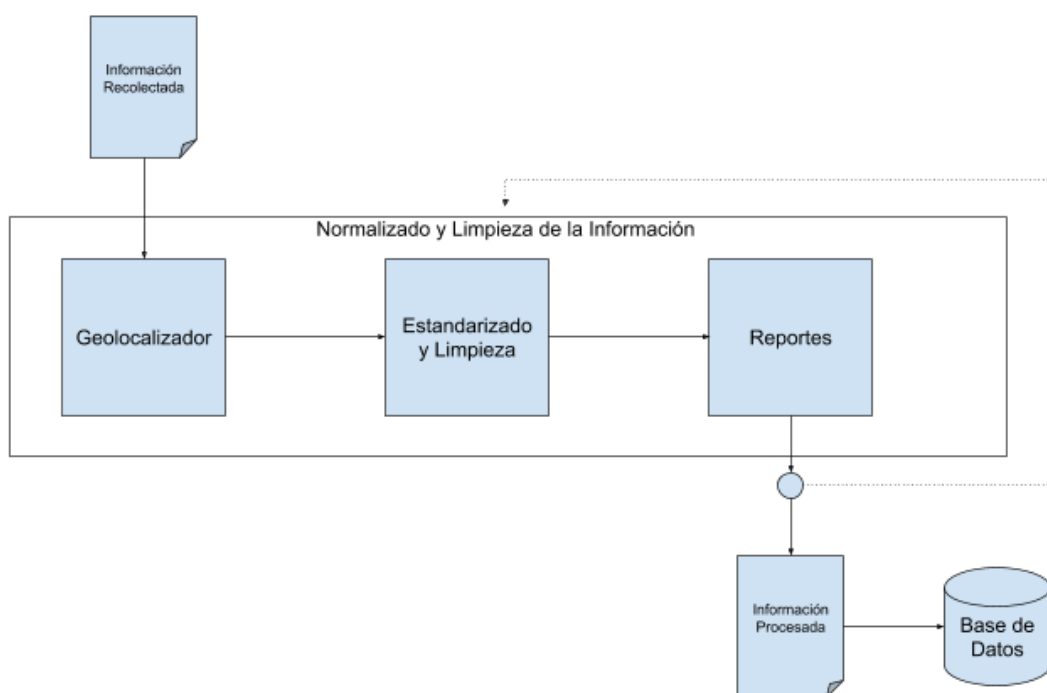 Información
Recolectada
Normalizado y Limpieza de la Información
Geolocalizador
Estandarizado
y Limpieza
Reportes
Información
Procesada
Base de
Datos